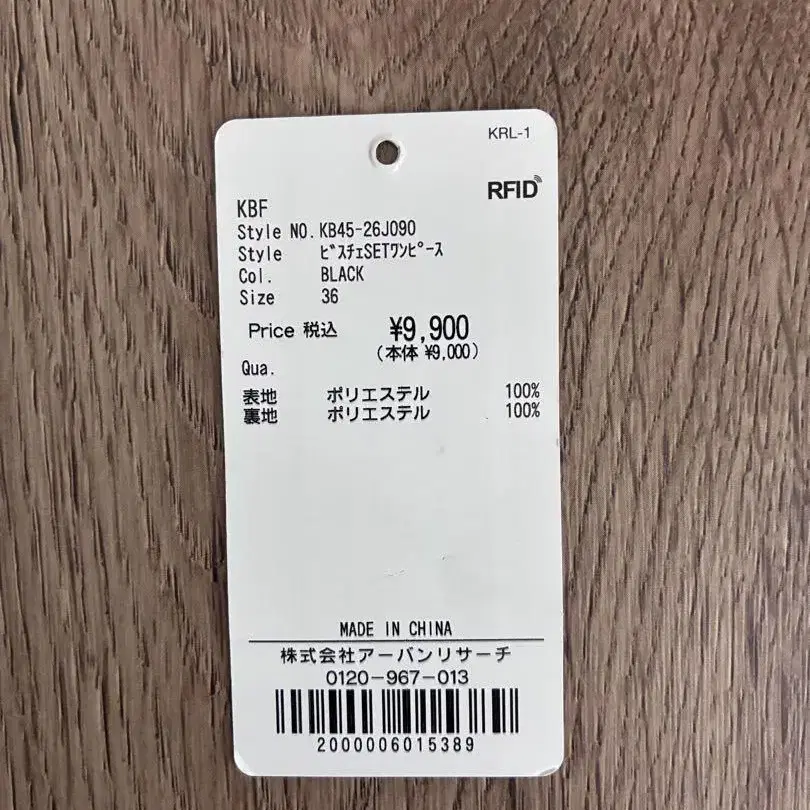 KRL-1
RFID
KBF
Style NO. KB45-26J090
Style ビスチェSETワンピース
Col. BLACK
Size 36
Price 税込 ¥9,900
(本体 ¥9,000)
Qua.
表地 ポリエステル 100%
裏地 ポリエステル 100%
MADE IN CHINA
株式会社アーバンリサーチ
0120-967-013
2000006015389